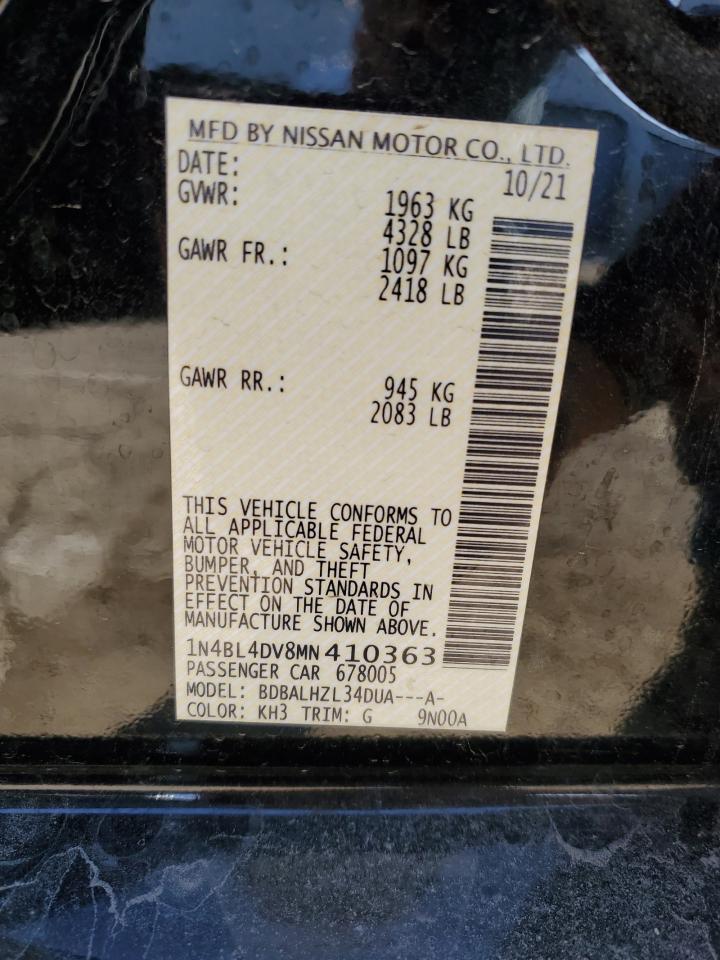 MFD BY NISSAN MOTOR CO., LTD.
DATE: 10/21
GVWR: 1963 KG
4328 LB
GAWR FR.: 1097 KG
2418 LB
GAWR RR.: 945 KG
2083 LB
THIS VEHICLE CONFORMS TO
ALL APPLICABLE FEDERAL
MOTOR VEHICLE SAFETY,
BUMPER, AND THEFT
PREVENTION STANDARDS IN
EFFECT ON THE DATE OF
MANUFACTURE SHOWN ABOVE.
1N4BL4DV8MN 410363
PASSENGER CAR 678005
MODEL: BDBALHZL34DUA---A-
COLOR: KH3 TRIM: G 9N00A